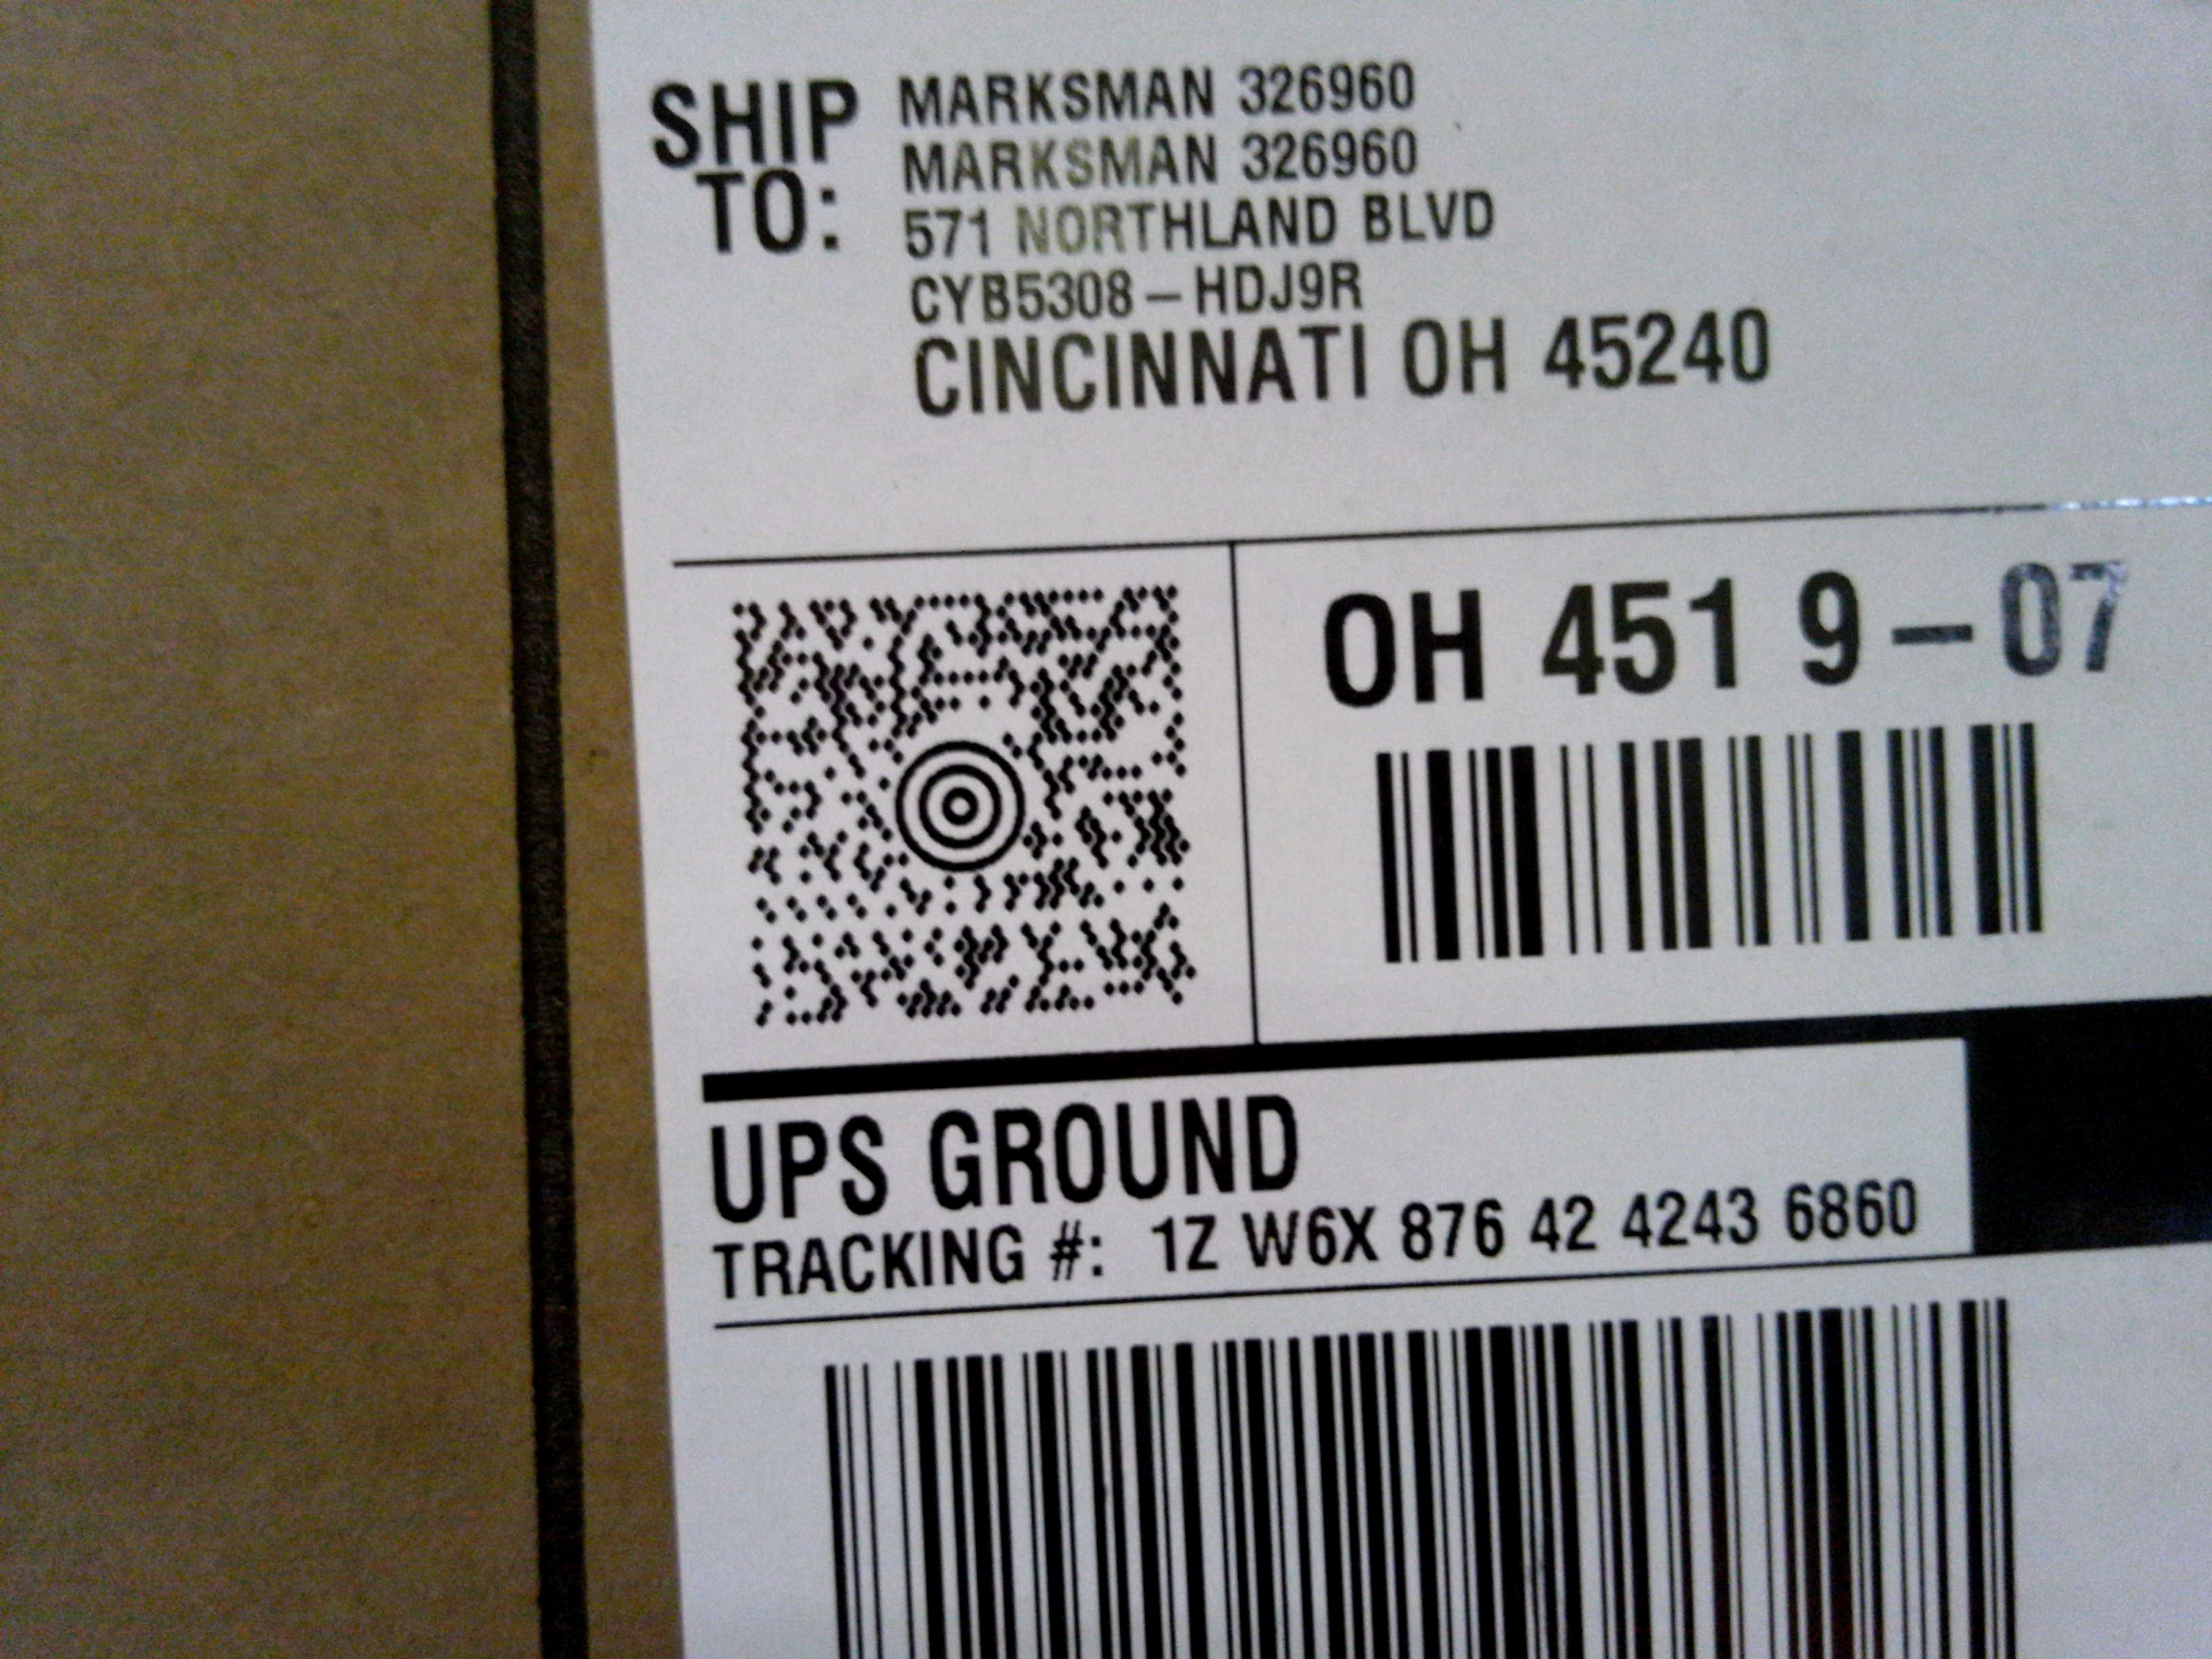 SHIP TO:
MARKSMAN 326960
MARKSMAN 326960
571 NORTHLAND BLVD
CYB5308-HDJ9R
CINCINNATI OH 45240
OH 451 9-07
UPS GROUND
TRACKING #: 1Z W6X 876 42 4243 6860